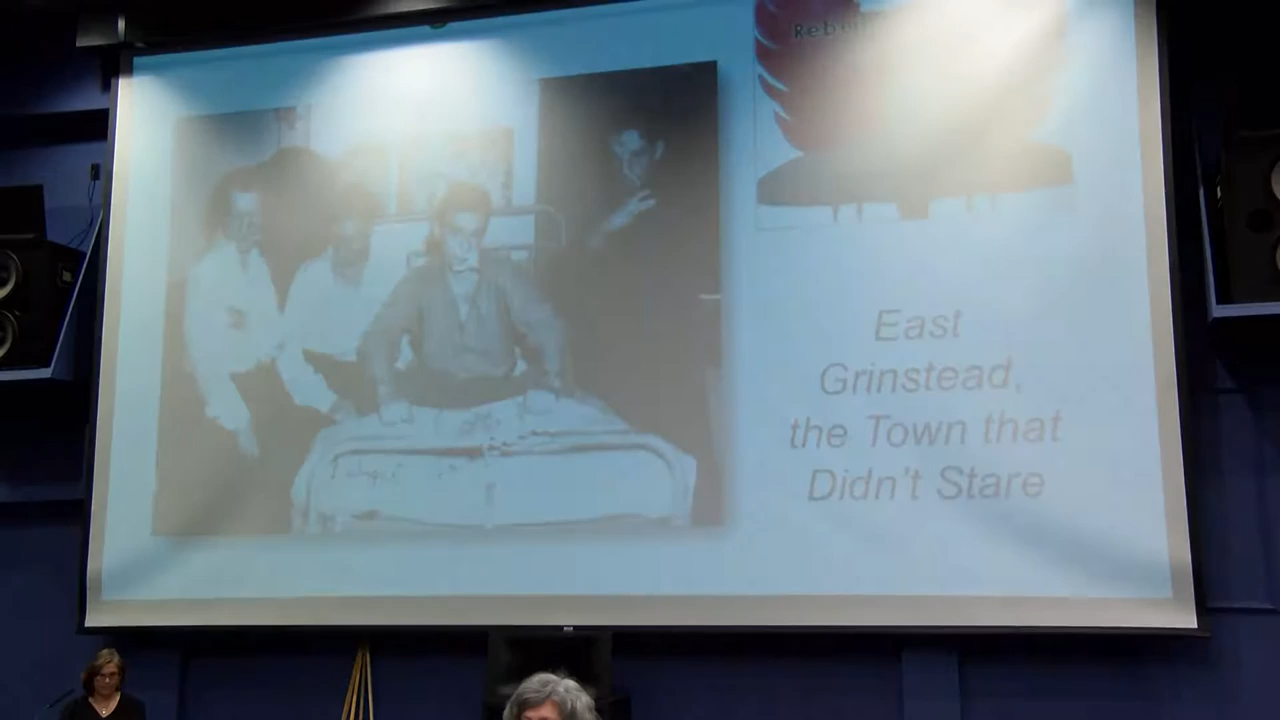 East
Grinstead,
the Town that
Didn't Stare